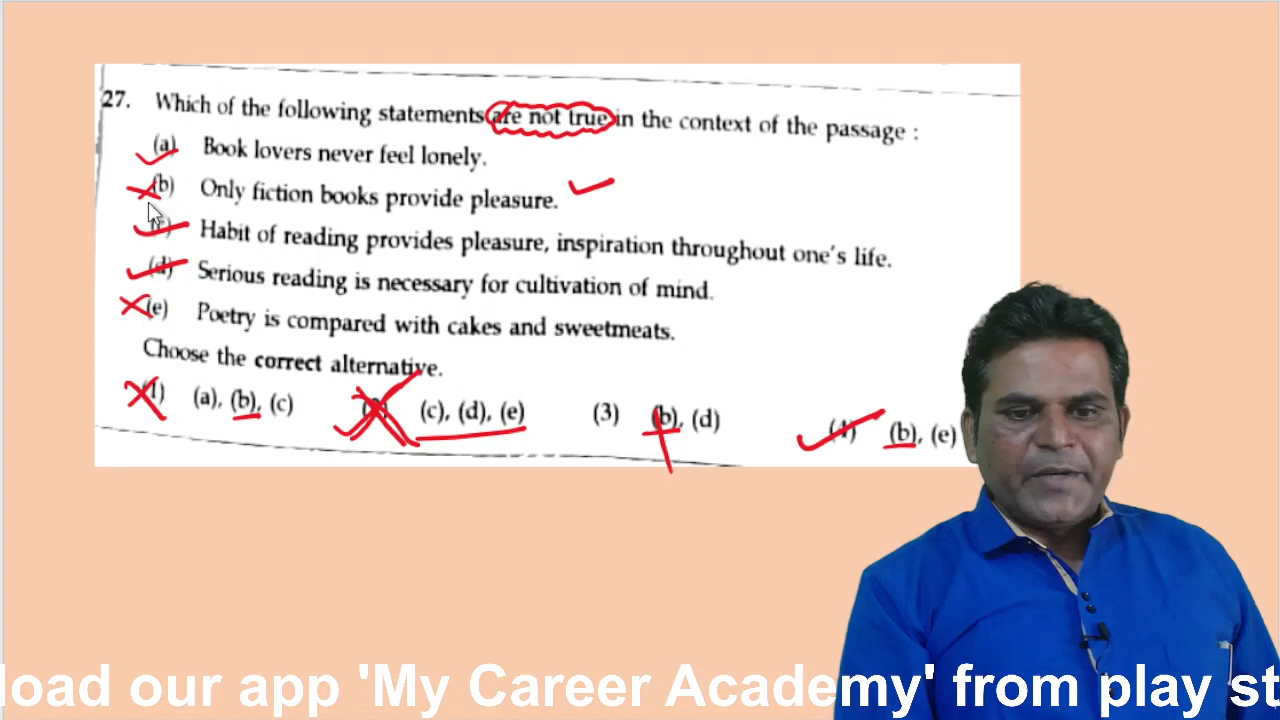 27. Which of the following statements are not true in the context of the passage :
(a) Book lovers never feel lonely.
(b) Only fiction books provide pleasure.
Habit of reading provides pleasure, inspiration throughout one's life.
(d) Serious reading is necessary for cultivation of mind.
(e) Poetry is compared with cakes and sweetmeats.
Choose the correct alternative.
(1) (a), (b), (c) (c), (d), (e) (3) (b), (d) (4) (b), (e)
load our app 'My Career Academy' from play st